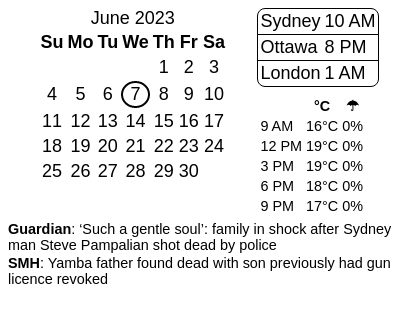 June 2023
Su Mo Tu We Th Fr Sa
1 2 3
4 5 6 7 8 9 10
11 12 13 14 15 16 17
18 19 20 21 22 23 24
25 26 27 28 29 30
Sydney 10 AM
Ottawa 8 PM
London 1 AM
°C ☂
9 AM 16°C 0%
12 PM 19°C 0%
3 PM 19°C 0%
6 PM 18°C 0%
9 PM 17°C 0%
Guardian: ‘Such a gentle soul’: family in shock after Sydney
man Steve Pampalian shot dead by police
SMH: Yamba father found dead with son previously had gun
licence revoked